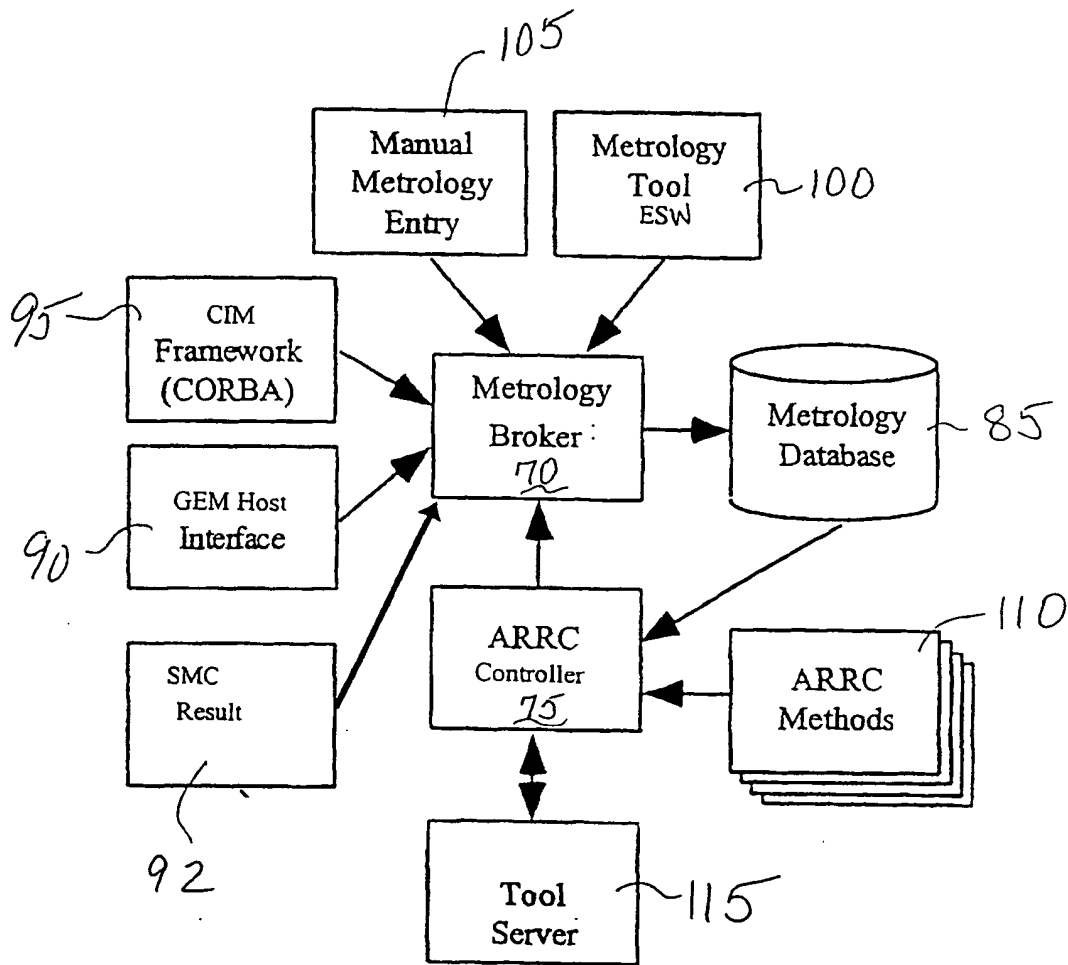 105
Manual
Metrology
Entry
Metrology
Tool
ESW
100
95
CIM
Framework
(CORBA)
Metrology
Broker :
70
Metrology
Database
85
GEM Host
Interface
90
SMC
Result
92
ARRC
Controller
75
110
ARRC
Methods
Tool
Server
115